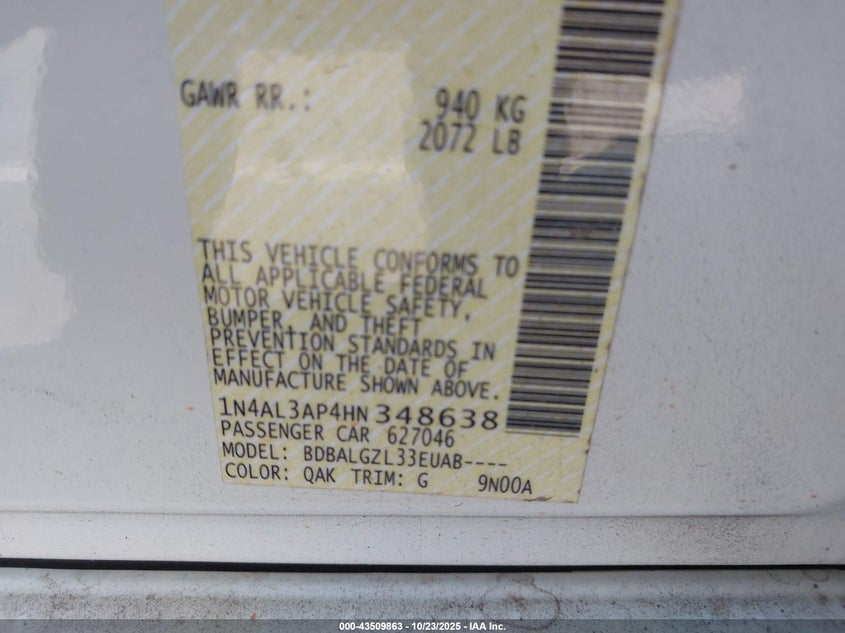 GAWR RR.: 940 KG
2072 LB
THIS VEHICLE CONFORMS TO
ALL APPLICABLE FEDERAL
MOTOR VEHICLE SAFETY,
BUMPER, AND THEFT
PREVENTION STANDARDS IN
EFFECT ON THE DATE OF
MANUFACTURE SHOWN ABOVE.
1N4AL3AP4HN348638
PASSENGER CAR 627046
MODEL: BDBALGZL33EUAB----
COLOR: QAK TRIM: G 9N00A
000-43509863 - 10/23/2025 - IAA Inc.